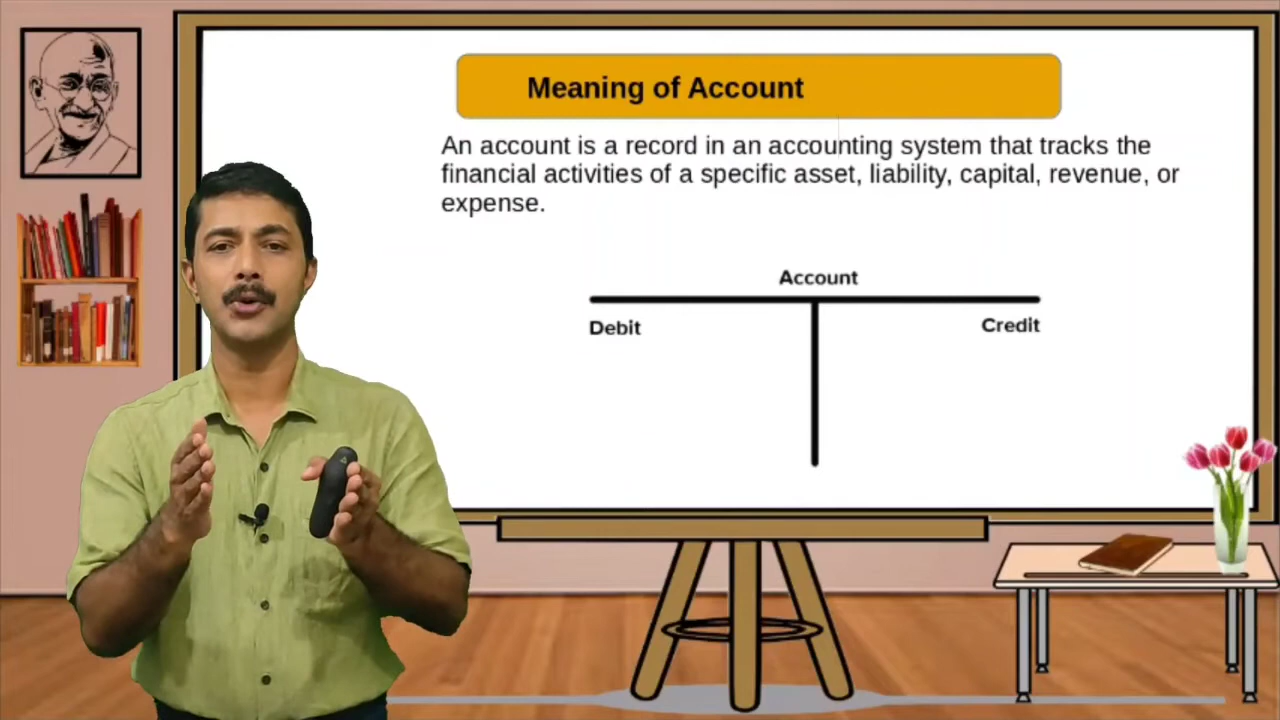 Meaning of Account
An account is a record in an accounting system that tracks the
financial activities of a specific asset, liability, capital, revenue, or
expense.
Account
Debit
Credit